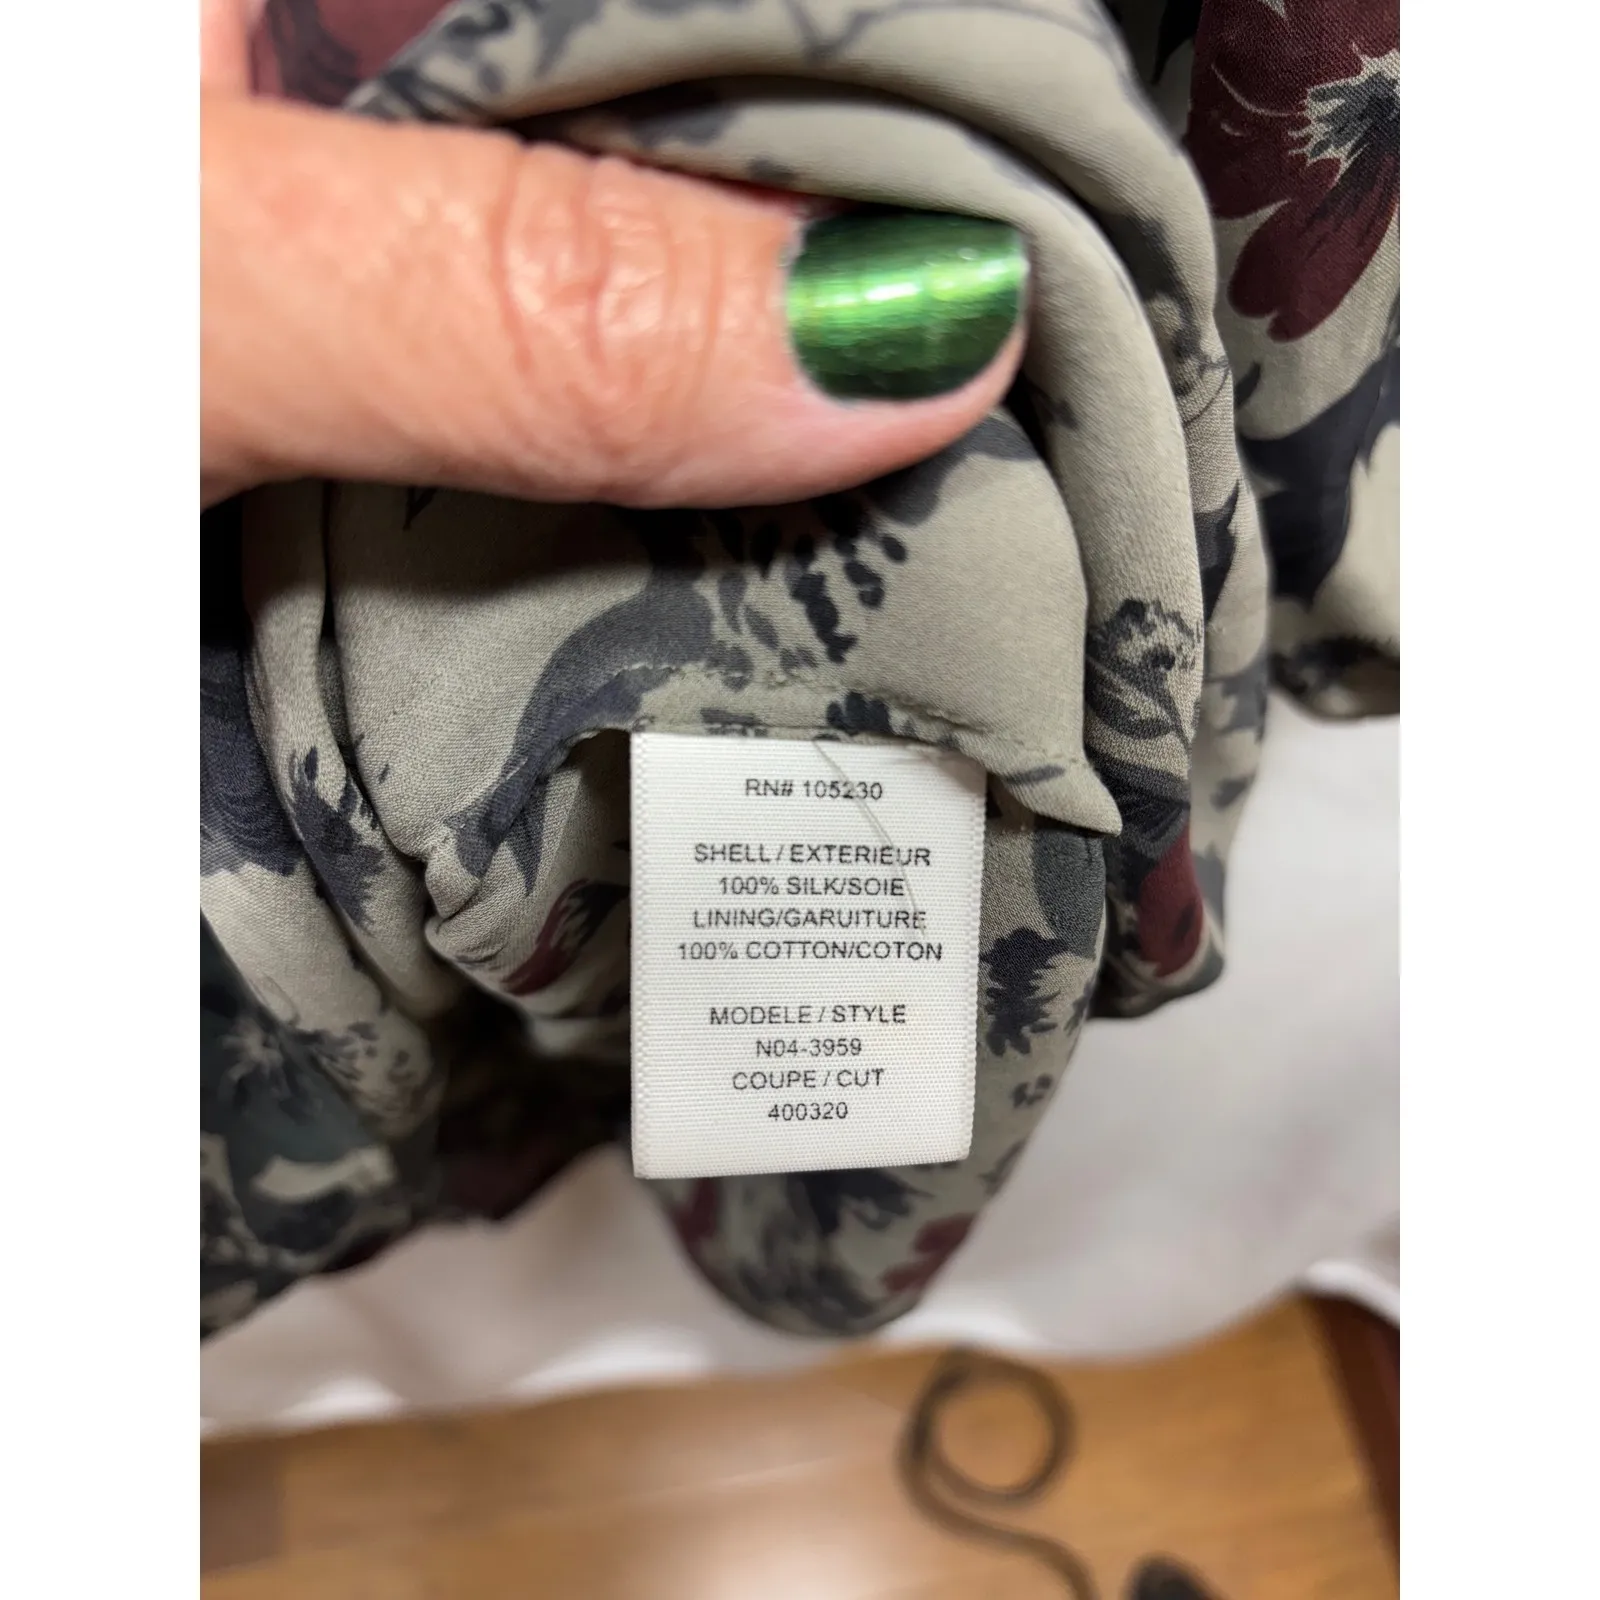 RN# 105230
SHELL / EXTERIEUR
100% SILK/SOIE
LINING/GARUITURE
100% COTTON/COTON
MODELE / STYLE
N04-3959
COUPE / CUT
400320